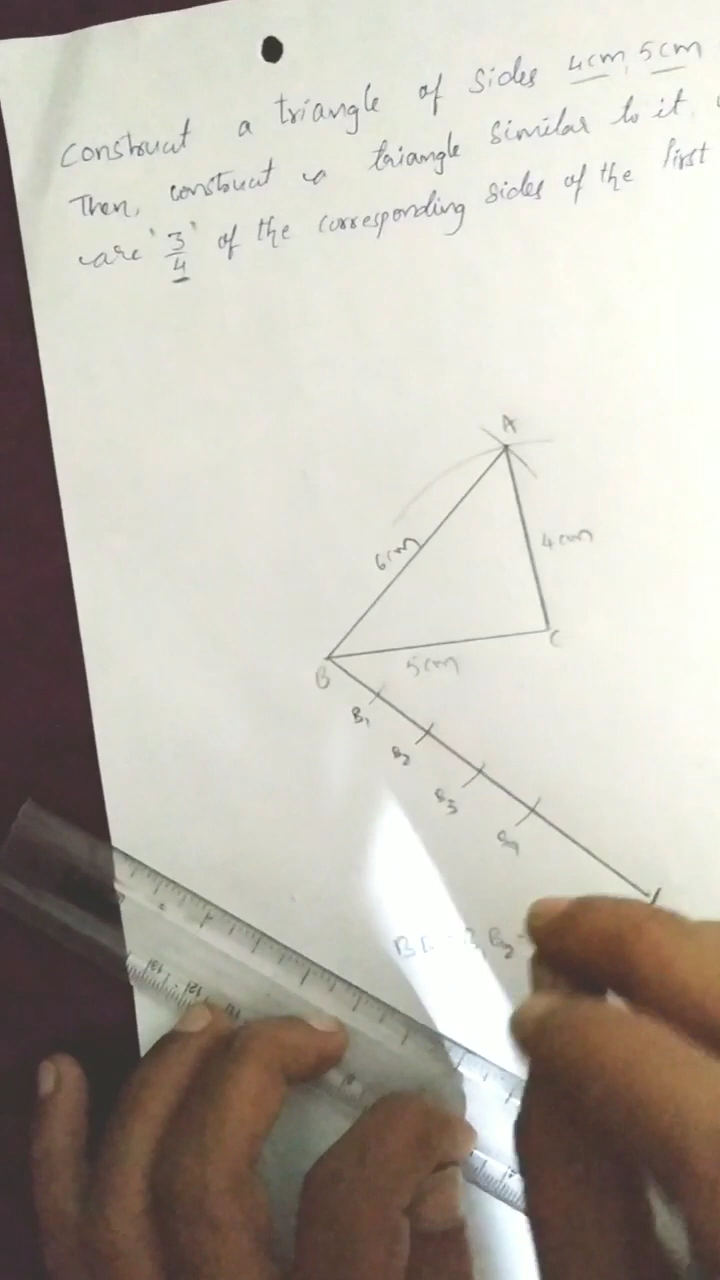 Construct a triangle of sides 4cm, 5cm
Then, construct a triangle similar to it,
are 3/4 of the corresponding sides of the first
A
6cm
4cm
B
5cm
C
B1
B2
B3
B4